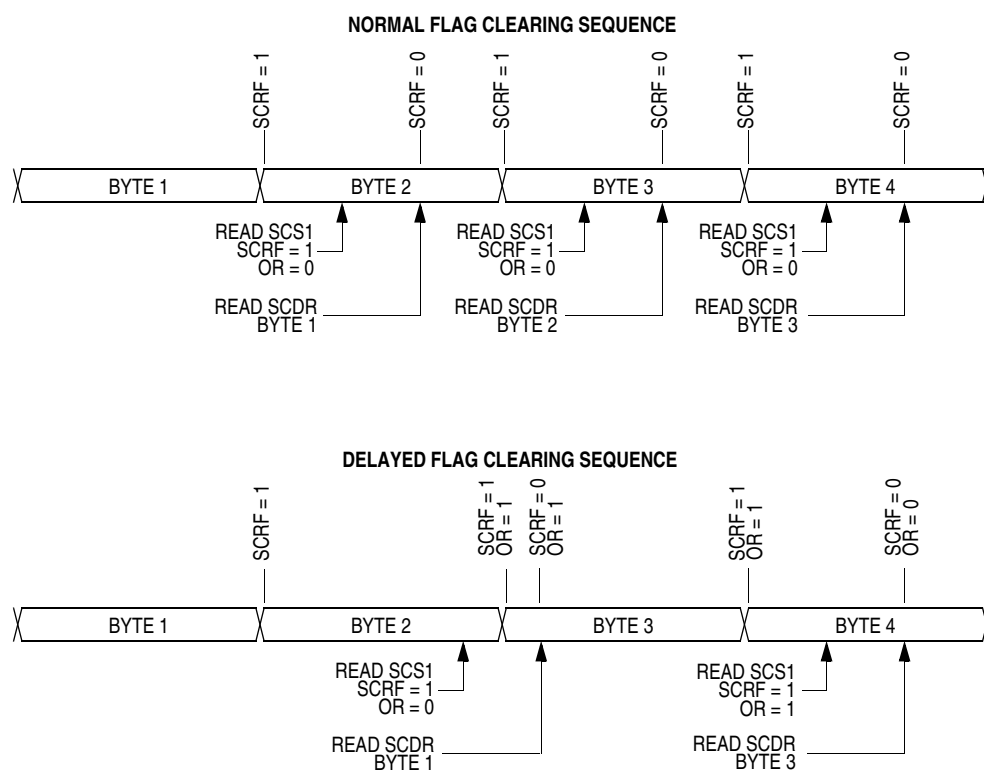 NORMAL FLAG CLEARING SEQUENCE
SCRF = 1
SCRF = 0
SCRF = 1
SCRF = 0
SCRF = 1
SCRF = 0
BYTE 1
BYTE 2
BYTE 3
BYTE 4
READ SCS1
SCRF = 1
OR = 0
READ SCS1
SCRF = 1
OR = 0
READ SCS1
SCRF = 1
OR = 0
READ SCDR
BYTE 1
READ SCDR
BYTE 2
READ SCDR
BYTE 3
DELAYED FLAG CLEARING SEQUENCE
SCRF = 1
SCRF = 1
OR = 1
SCRF = 0
OR = 1
SCRF = 1
OR = 1
SCRF = 0
OR = 0
BYTE 1
BYTE 2
BYTE 3
BYTE 4
READ SCS1
SCRF = 1
OR = 0
READ SCS1
SCRF = 1
OR = 1
READ SCDR
BYTE 1
READ SCDR
BYTE 3